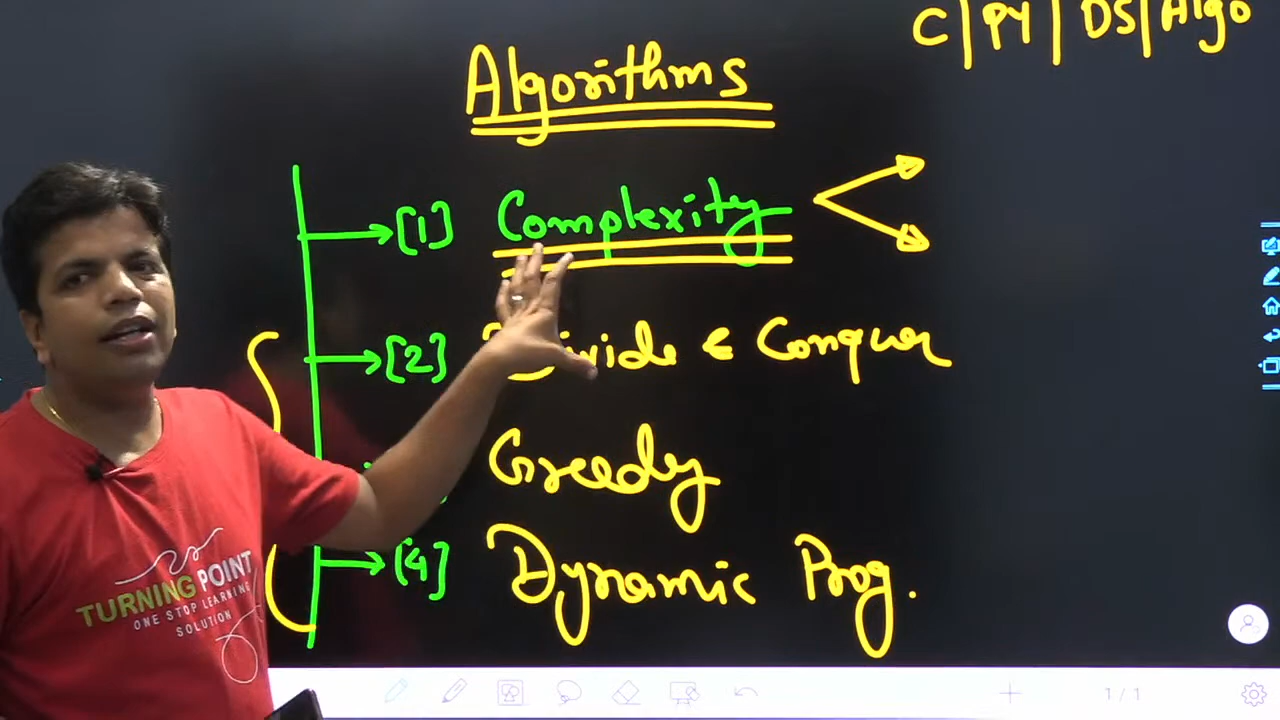 C | PY | DS | Algo
Algorithms
[1] Complexity
[2] Divide & Conquer
Greedy
[4] Dynamic Prog.
TURNING POINT
ONE STOP LEARNING
SOLUTION
1 / 1